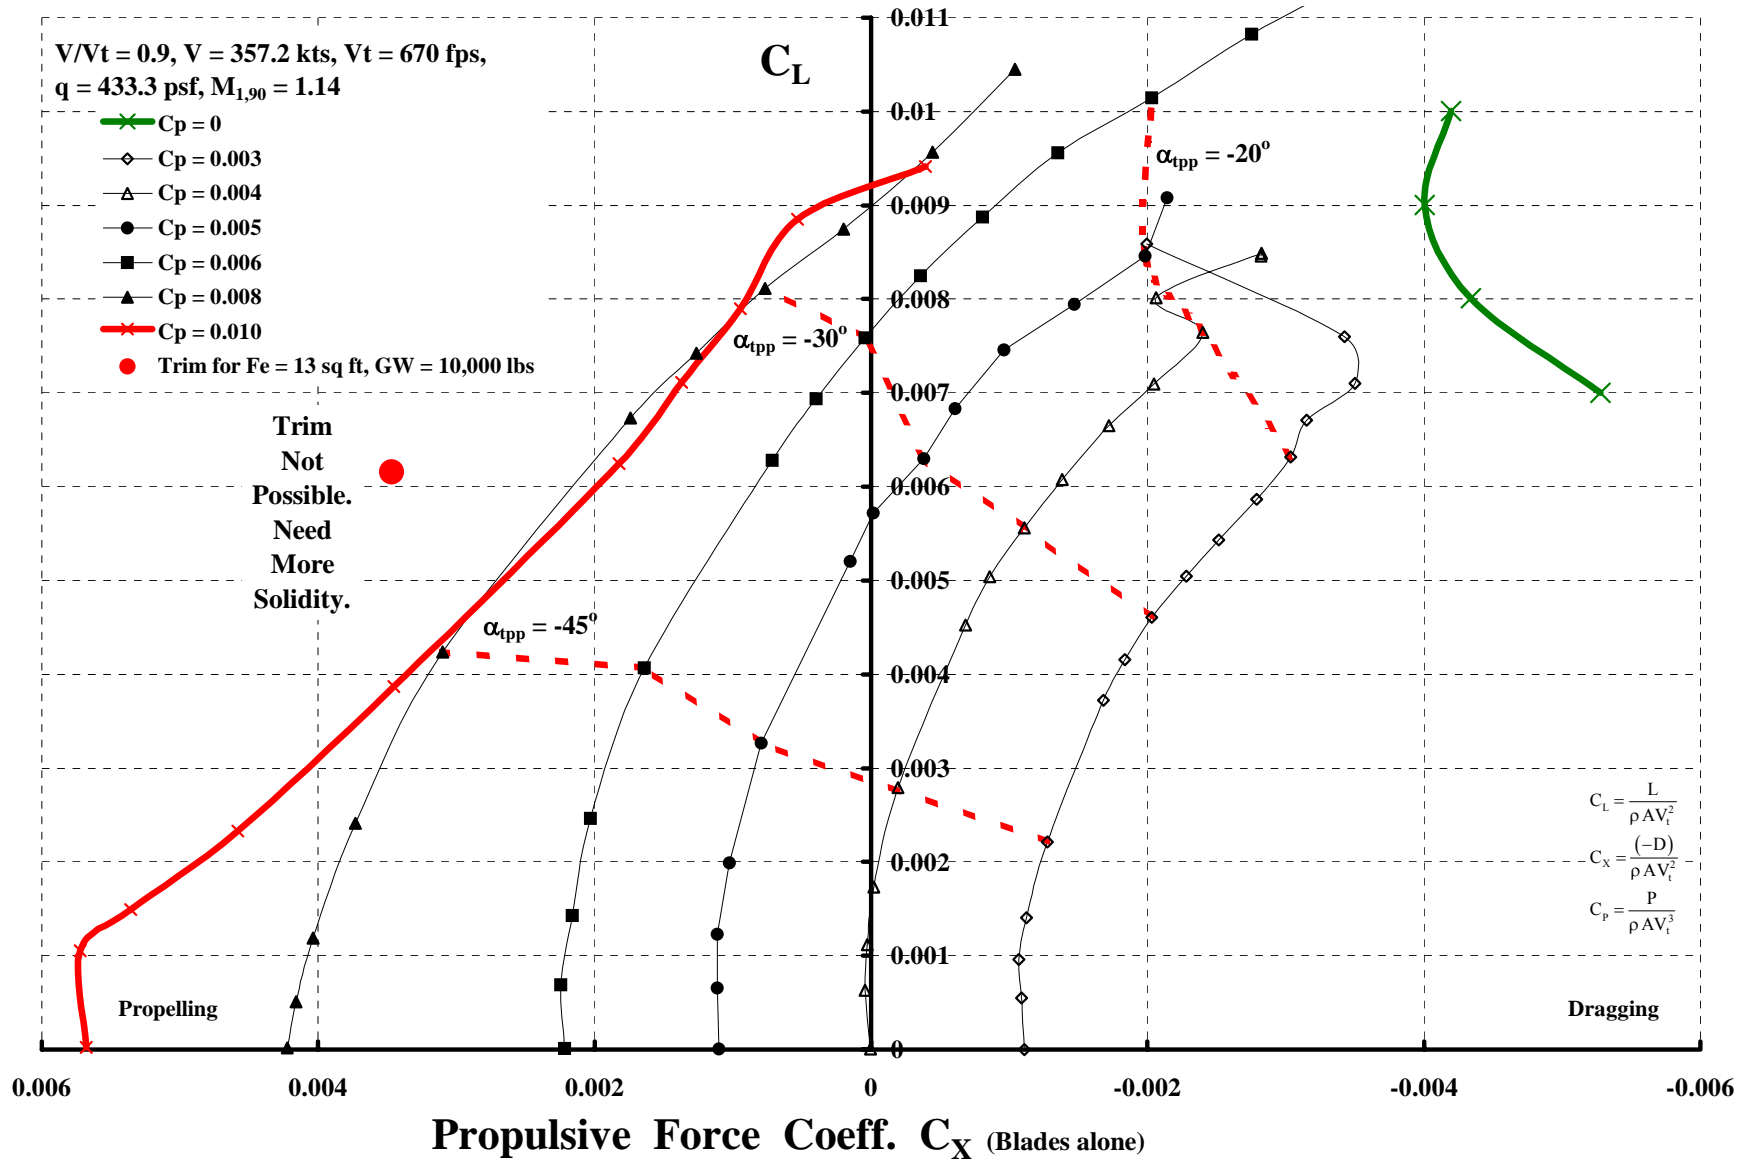 V/Vt = 0.9, V = 357.2 kts, Vt = 670 fps,
q = 433.3 psf, M1,90 = 1.14
Cp = 0
Cp = 0.003
Cp = 0.004
Cp = 0.005
Cp = 0.006
Cp = 0.008
Cp = 0.010
Trim for Fe = 13 sq ft, GW = 10,000 lbs
Trim
Not
Possible.
Need
More
Solidity.
CL
0.011
0.01
0.009
0.008
0.007
0.006
0.005
0.004
0.003
0.002
0.001
0
αtpp = -20o
αtpp = -30o
αtpp = -45o
CL = L / ρAVt2
CX = (−D) / ρAVt2
CP = P / ρAVt3
Propelling
Dragging
0.006
0.004
0.002
0
-0.002
-0.004
-0.006
Propulsive Force Coeff. CX (Blades alone)